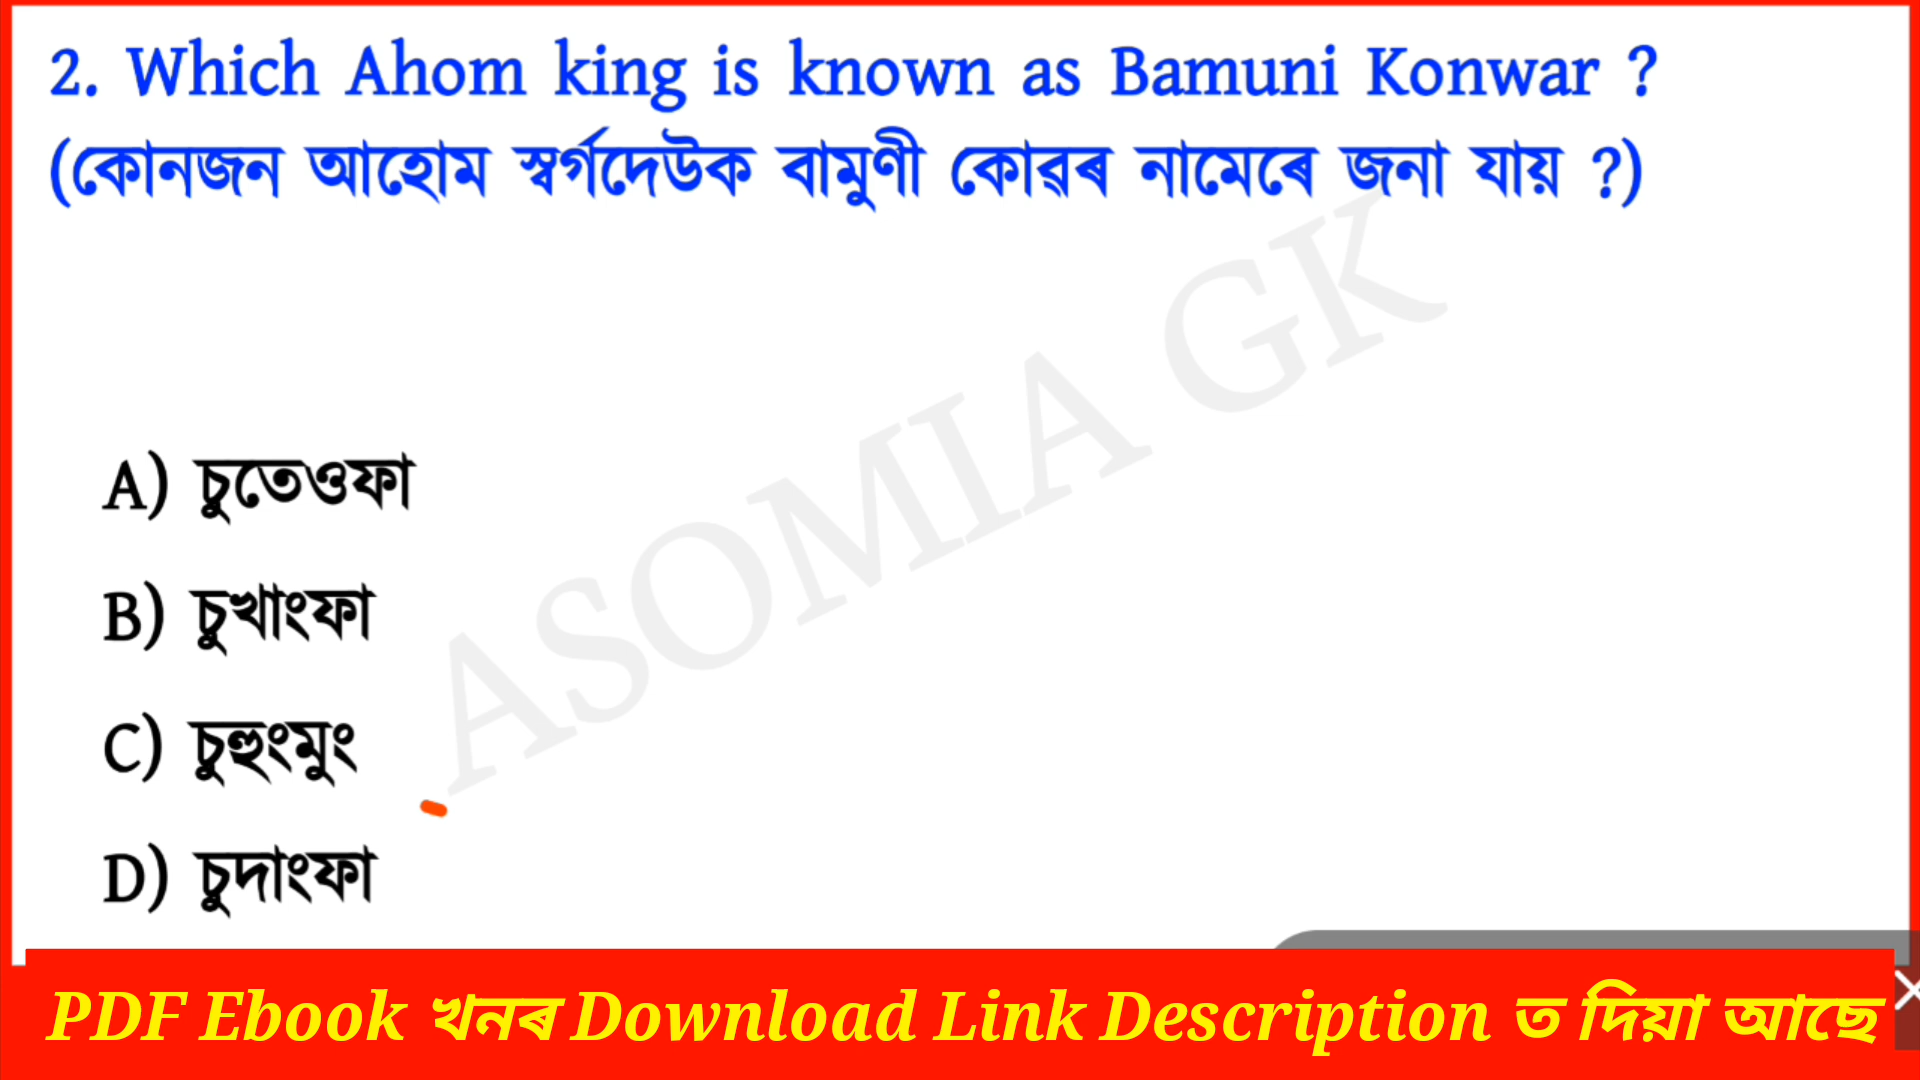 2. Which Ahom king is known as Bamuni Konwar ?
(কোনজন আহোম স্বৰ্গদেউক বামুণী কোৱৰ নামেৰে জনা যায় ?)
ASOMIA GK
A) চুতেওফা
B) চুখাংফা
C) চুহুংমুং
D) চুদাংফা
PDF Ebook খনৰ Download Link Description ত দিয়া আছে